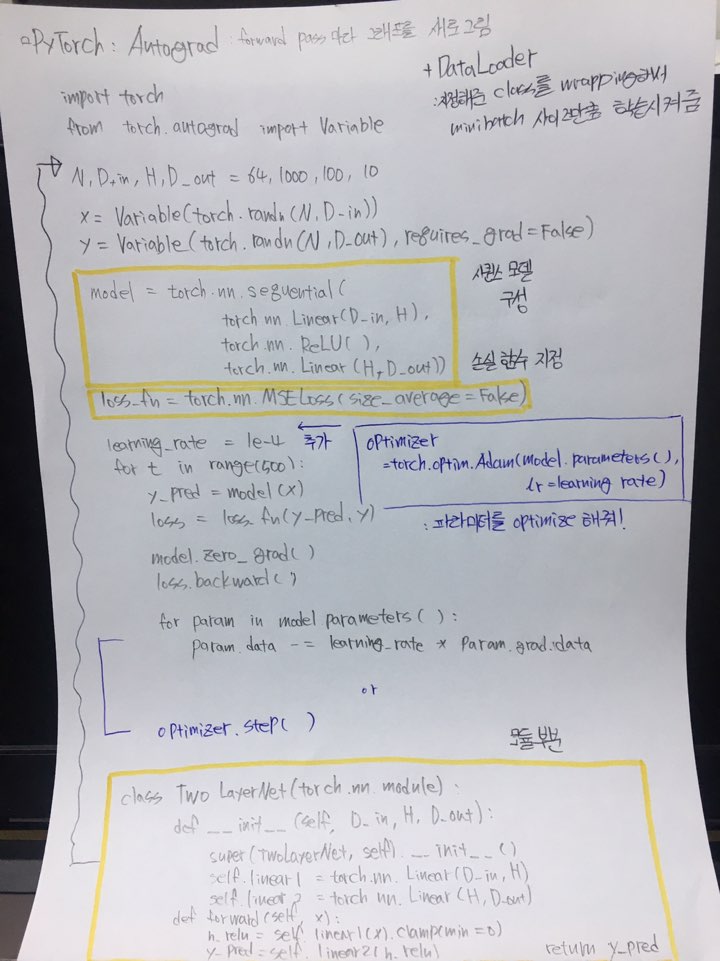 □PyTorch: Autograd : forward pass마다 그래프를 새로 그림
+ DataLoader
: 지정해준 class를 wrapping해서
minibatch 사이즈만큼 학습시켜줌
import torch
from torch.autograd import Variable
N, D_in, H, D_out = 64, 1000, 100, 10
x = Variable(torch.randn(N, D-in))
y = Variable(torch.randn(N, D_out), requires_grad=False)
model = torch.nn.sequential(
torch.nn.Linear(D-in, H),
torch.nn.ReLU( ),
torch.nn.Linear(H, D_out))
시퀀스 모델
구성
loss_fn = torch.nn.MSELoss(size_average=False)
손실 함수 지정
learning_rate = 1e-4
추가
optimizer
=torch.optim.Adam(model.parameters(),
lr=learning rate)
: 파라미터를 optimize 해줘!
for t in range(500):
y_pred = model(x)
loss = loss_fn(y_pred, y)
model.zero_grad( )
loss.backward( )
for param in model parameters( ):
param.data -= learning_rate * param.grad.data
or
optimizer.step( )
모듈 부분
class Two LayerNet(torch.nn.module):
def __init__(self, D_in, H, D_out):
super(TwoLayerNet, self).__init__()
self.linear1 = torch.nn.Linear(D_in, H)
self.linear2 = torch nn.Linear(H, D_out)
def forward(self, x):
h_relu = self.linear1(x).clamp(min=0)
y_pred = self.linear2(h_relu)
return y_pred